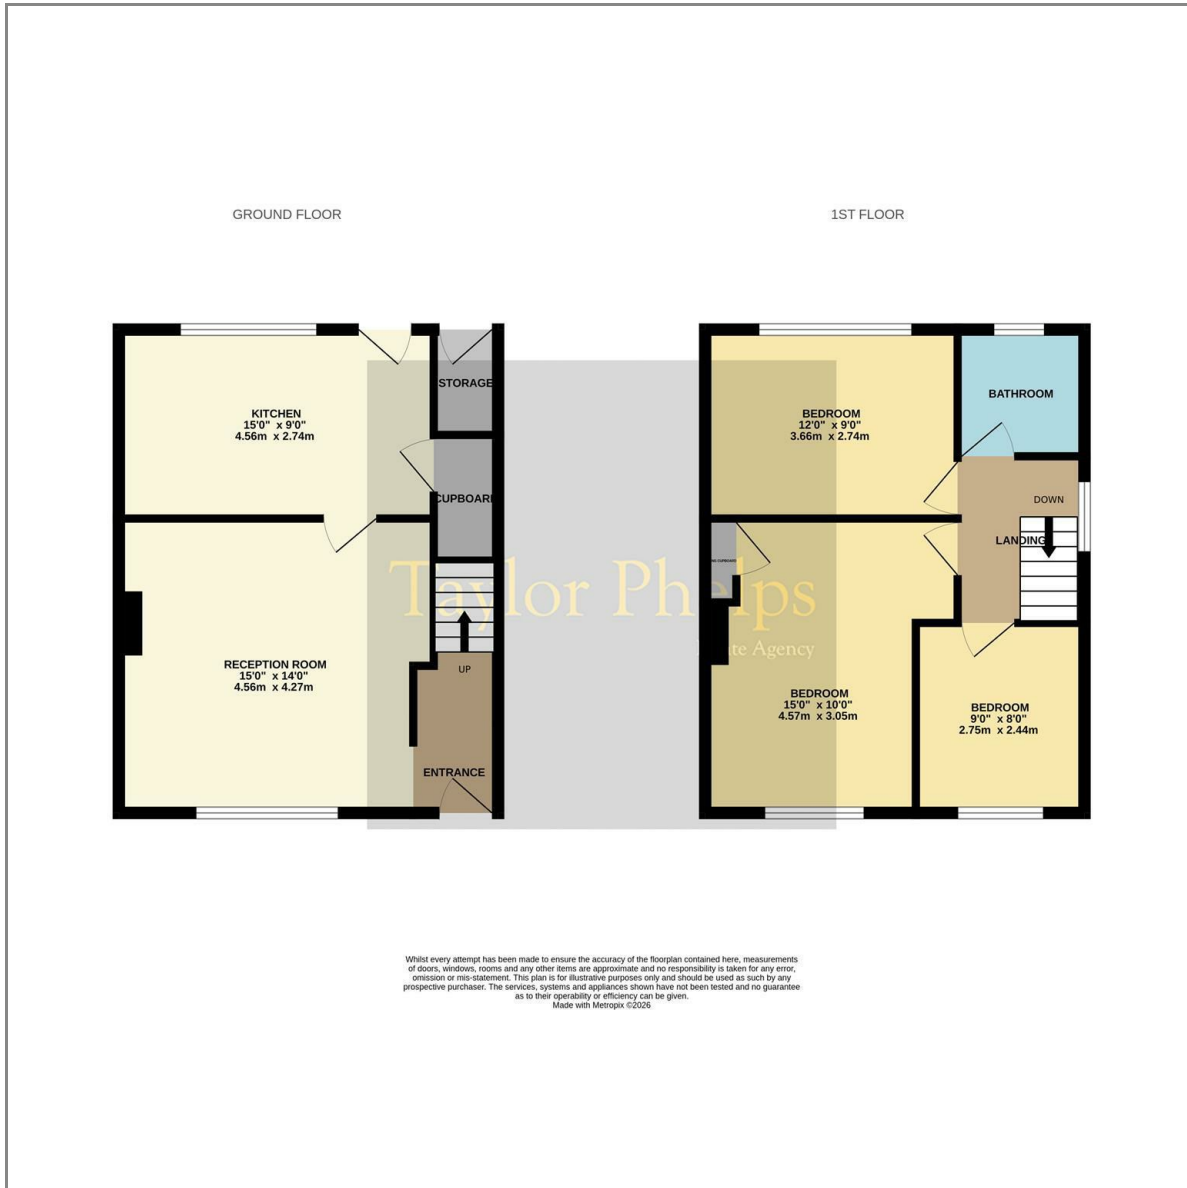 GROUND FLOOR
1ST FLOOR
KITCHEN
15'0" x 9'0"
4.56m x 2.74m
STORAGE
CUPBOARD
RECEPTION ROOM
15'0" x 14'0"
4.56m x 4.27m
UP
ENTRANCE
BEDROOM
12'0" x 9'0"
3.66m x 2.74m
BATHROOM
DOWN
LANDING
CUPBOARD
BEDROOM
15'0" x 10'0"
4.57m x 3.05m
BEDROOM
9'0" x 8'0"
2.75m x 2.44m
Taylor Phelps
Agency
Whilst every attempt has been made to ensure the accuracy of the floorplan contained here, measurements
of doors, windows, rooms and any other items are approximate and no responsibility is taken for any error,
omission or mis-statement. This plan is for illustrative purposes only and should be used as such by any
prospective purchaser. The services, systems and appliances shown have not been tested and no guarantee
as to their operability or efficiency can be given.
Made with Metropix ©2026